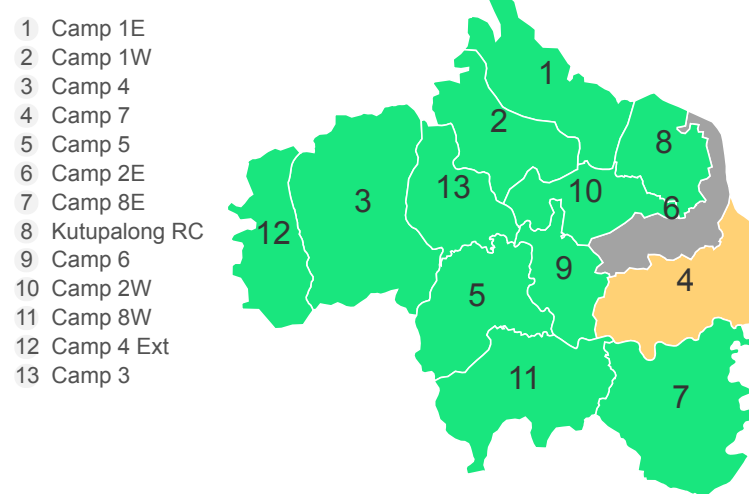 1 Camp 1E
2 Camp 1W
3 Camp 4
4 Camp 7
5 Camp 5
6 Camp 2E
7 Camp 8E
8 Kutupalong RC
9 Camp 6
10 Camp 2W
11 Camp 8W
12 Camp 4 Ext
13 Camp 3
1
2
8
13
10
3
6
12
9
4
5
11
7